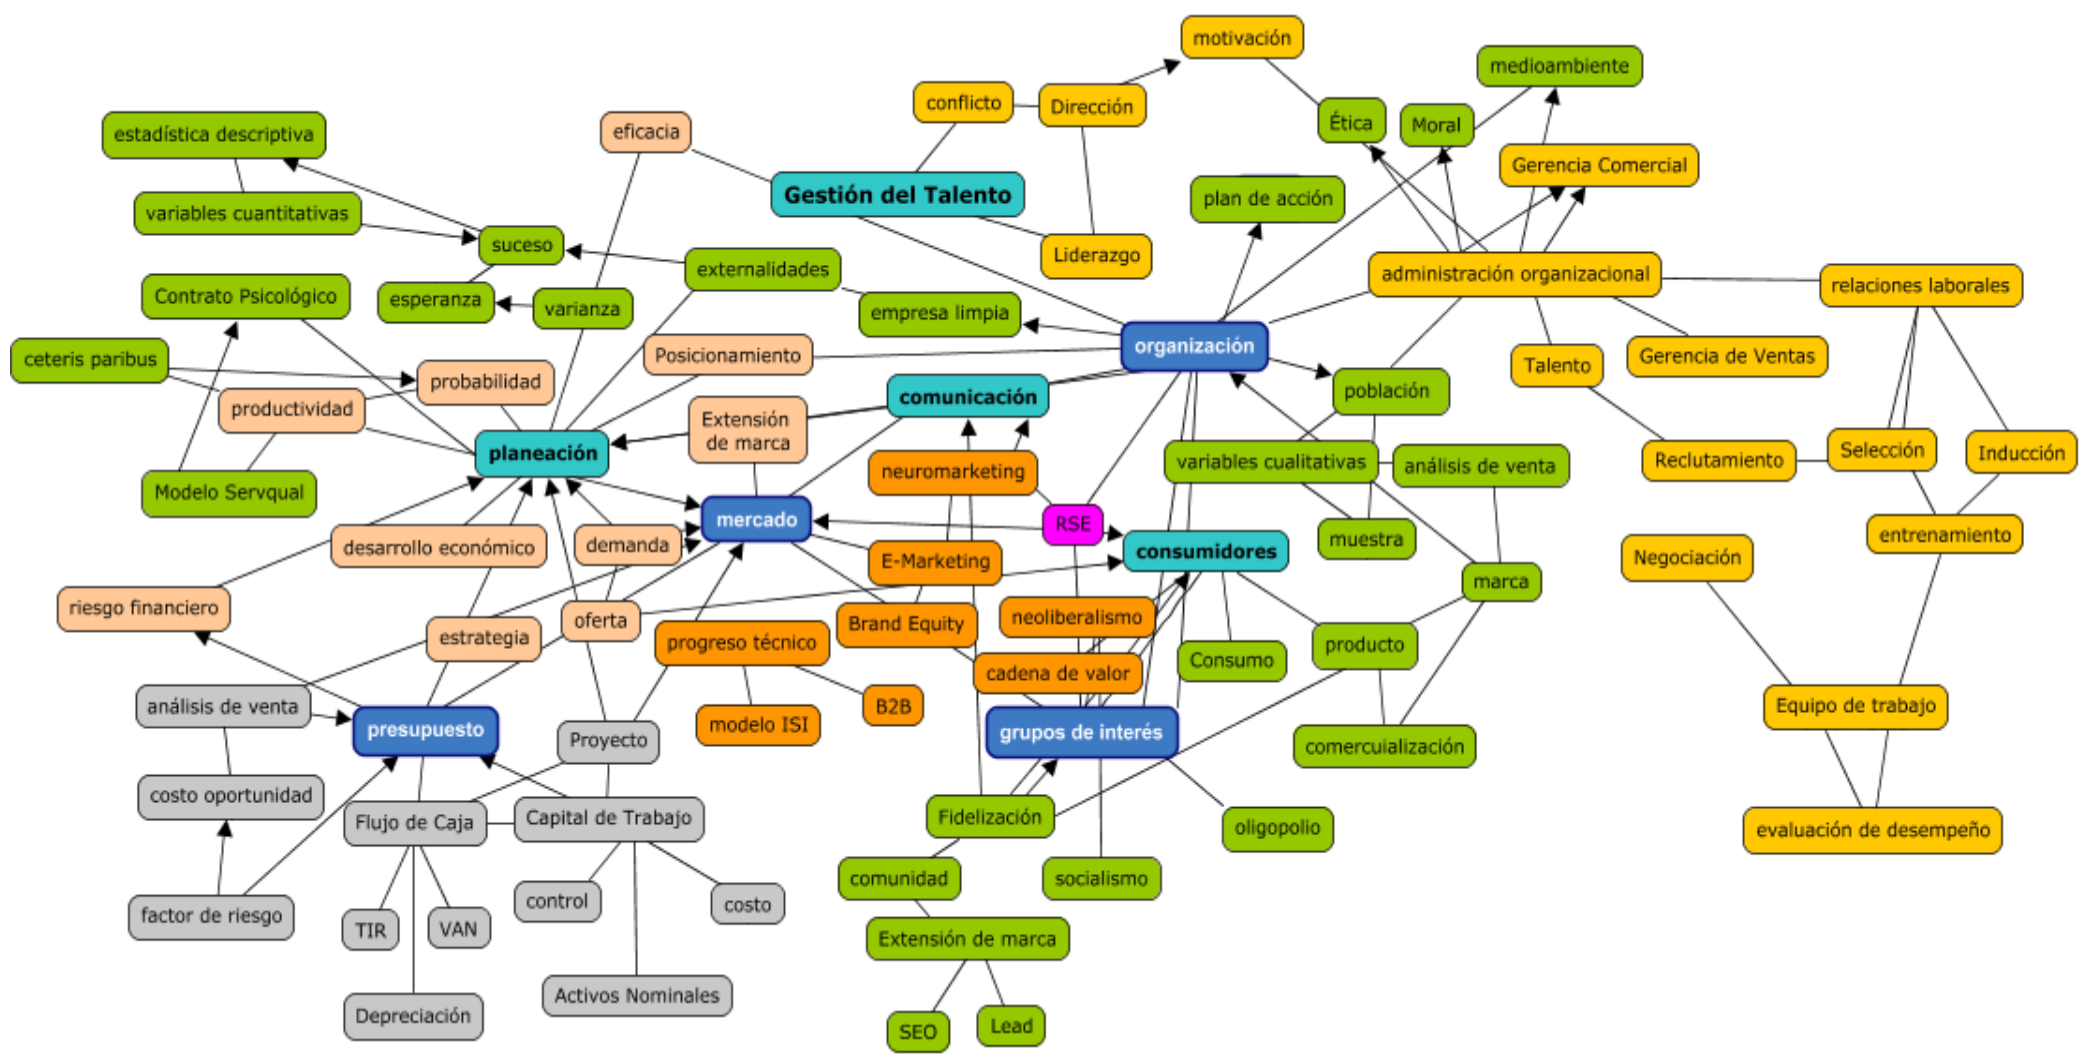 motivación
medioambiente
conflicto
Dirección
Ética
Moral
estadística descriptiva
eficacia
Gerencia Comercial
Gestión del Talento
plan de acción
variables cuantitativas
suceso
Liderazgo
externalidades
administración organizacional
relaciones laborales
Contrato Psicológico
esperanza
varianza
empresa limpia
organización
ceteris paribus
Posicionamiento
Talento
Gerencia de Ventas
probabilidad
población
productividad
comunicación
Extensión
de marca
planeación
neuromarketing
variables cualitativas
análisis de venta
Reclutamiento
Selección
Inducción
Modelo Servqual
mercado
RSE
desarrollo económico
demanda
E-Marketing
consumidores
muestra
entrenamiento
Negociación
marca
riesgo financiero
estrategia
oferta
progreso técnico
Brand Equity
neoliberalismo
Consumo
producto
cadena de valor
análisis de venta
presupuesto
Proyecto
modelo ISI
B2B
grupos de interés
comercuialización
Equipo de trabajo
costo oportunidad
Flujo de Caja
Capital de Trabajo
Fidelización
oligopolio
evaluación de desempeño
comunidad
socialismo
factor de riesgo
TIR
VAN
control
costo
Extensión de marca
Depreciación
Activos Nominales
SEO
Lead